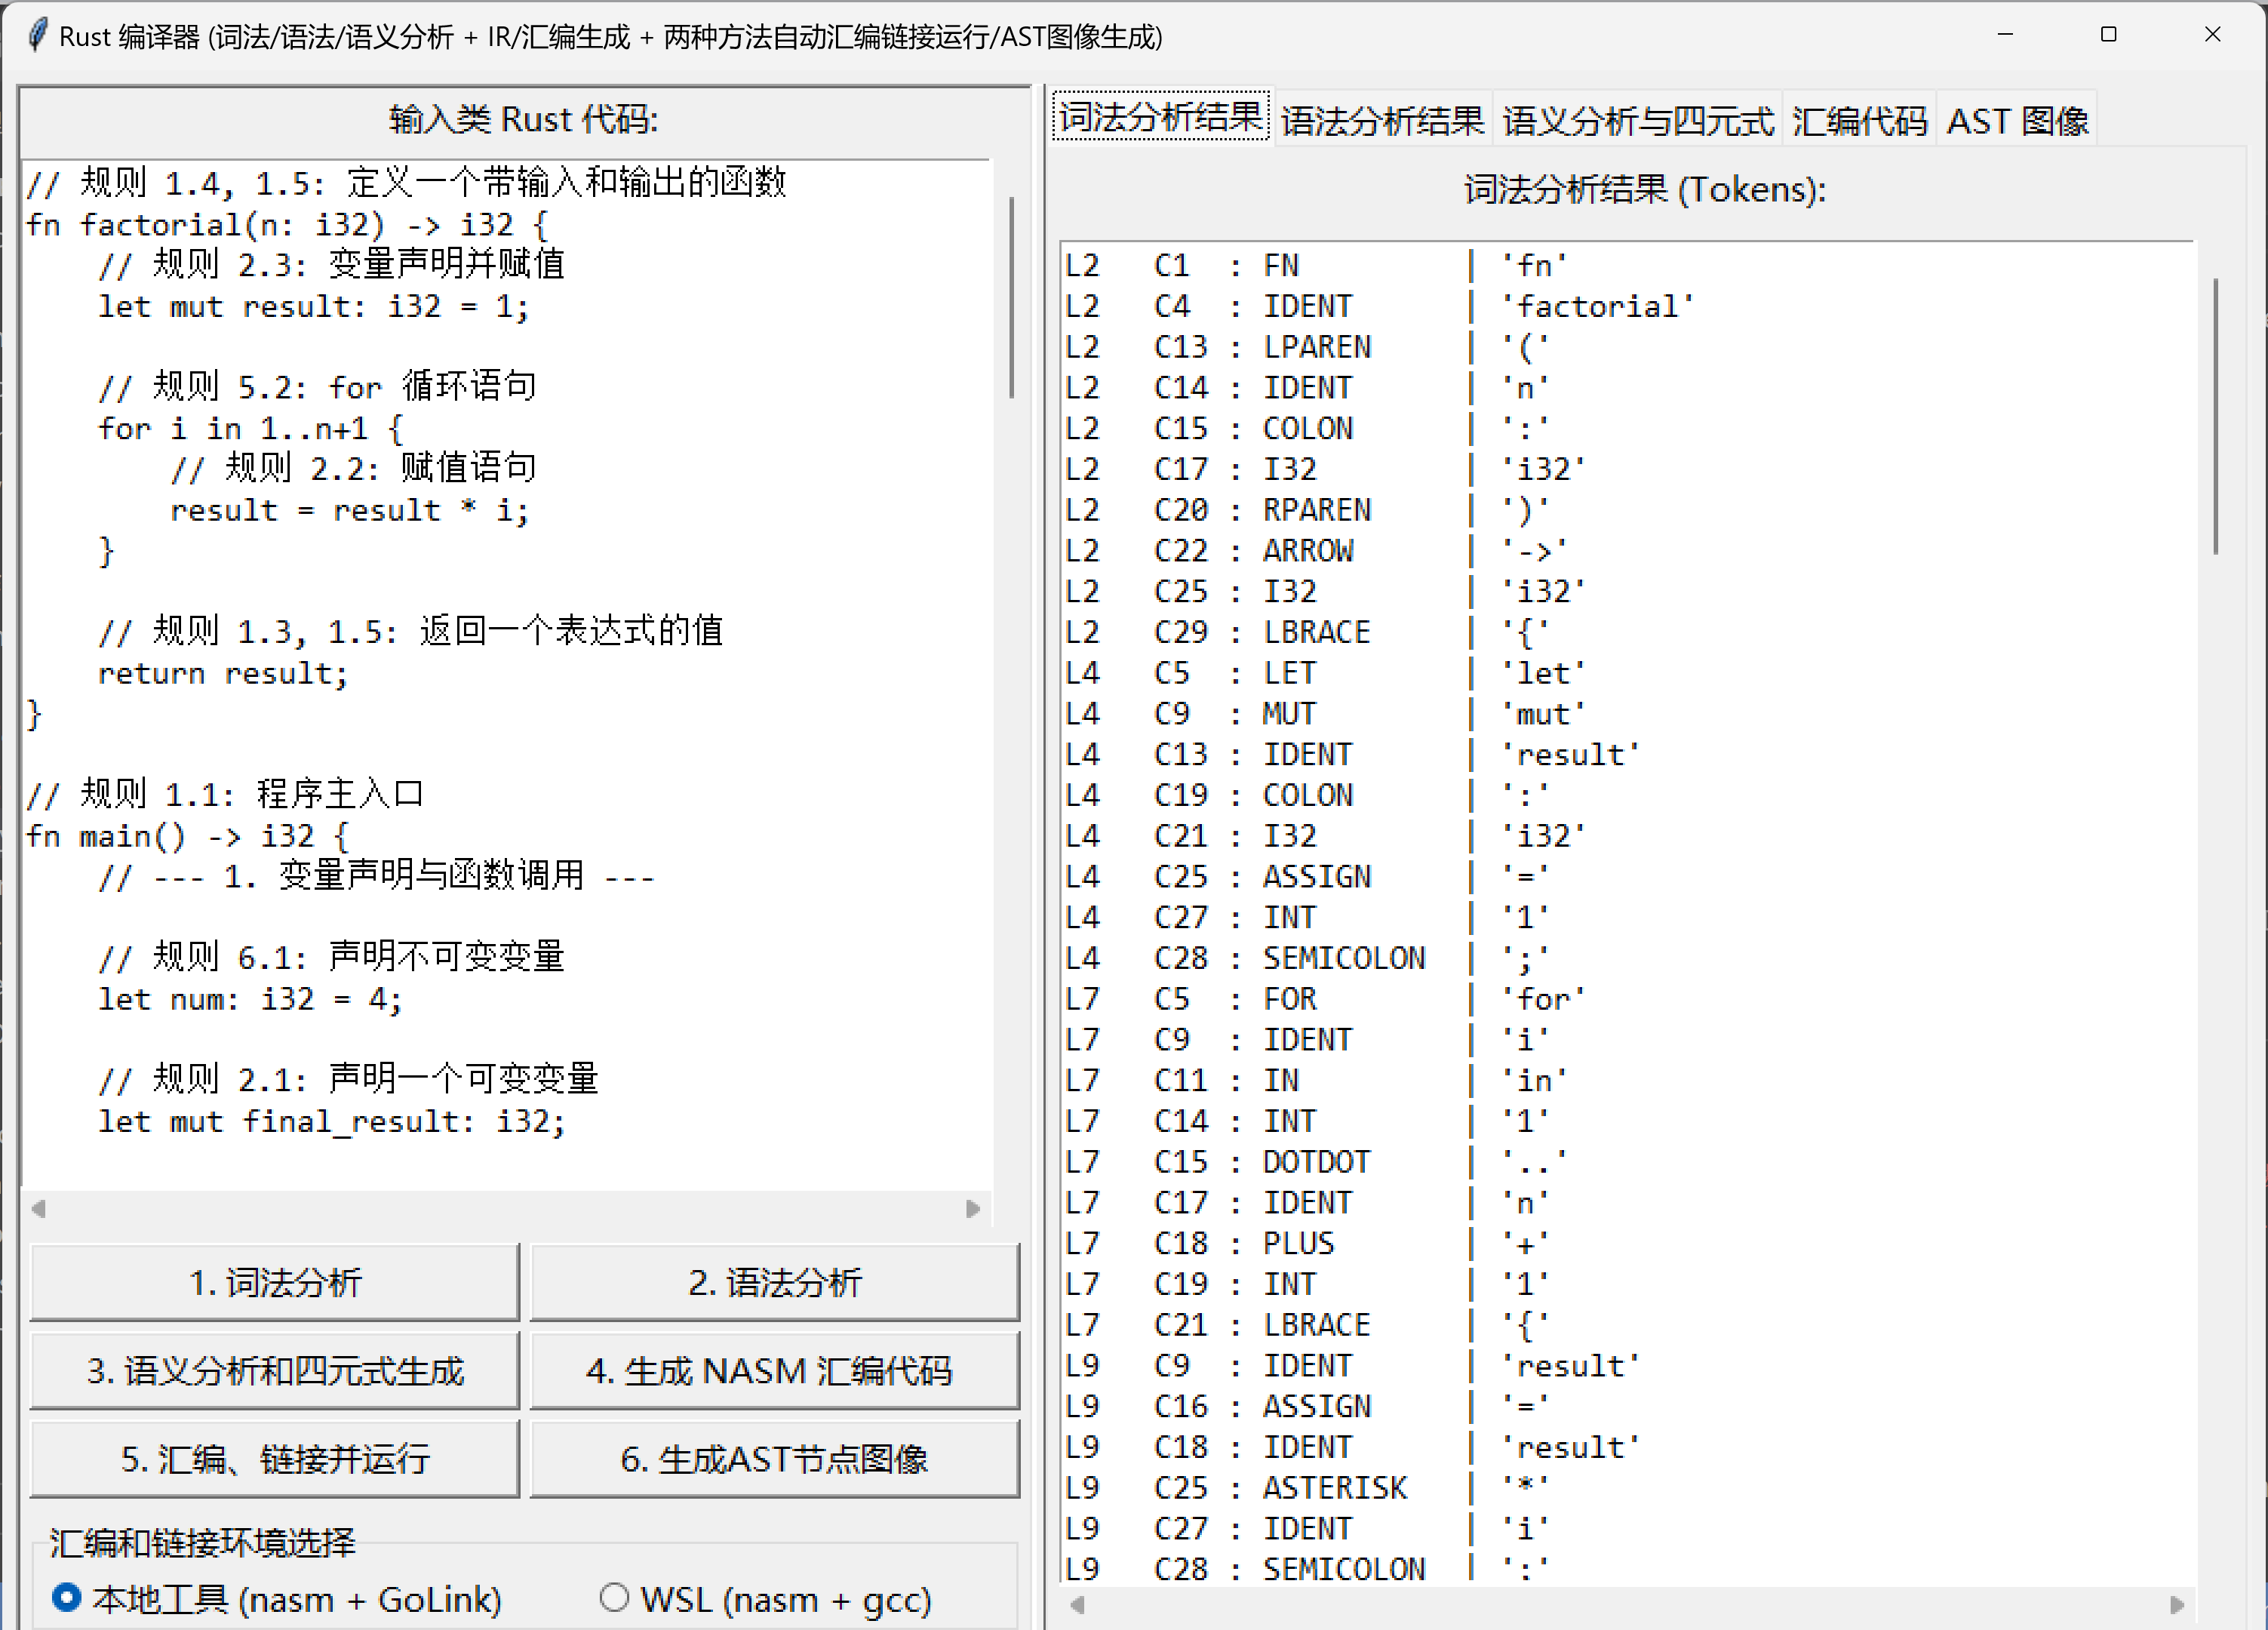 Rust 编译器 (词法/语法/语义分析 + IR/汇编生成 + 两种方法自动汇编链接运行/AST图像生成)
输入类 Rust 代码:
// 规则 1.4, 1.5: 定义一个带输入和输出的函数
fn factorial(n: i32) -> i32 {
    // 规则 2.3: 变量声明并赋值
    let mut result: i32 = 1;
    // 规则 5.2: for 循环语句
    for i in 1..n+1 {
        // 规则 2.2: 赋值语句
        result = result * i;
    }
    // 规则 1.3, 1.5: 返回一个表达式的值
    return result;
}
// 规则 1.1: 程序主入口
fn main() -> i32 {
    // --- 1. 变量声明与函数调用 ---
    // 规则 6.1: 声明不可变变量
    let num: i32 = 4;
    // 规则 2.1: 声明一个可变变量
    let mut final_result: i32;
1. 词法分析
2. 语法分析
3. 语义分析和四元式生成
4. 生成 NASM 汇编代码
5. 汇编、链接并运行
6. 生成AST节点图像
汇编和链接环境选择
本地工具 (nasm + GoLink)
WSL (nasm + gcc)
词法分析结果 语法分析结果 语义分析与四元式 汇编代码 AST 图像
词法分析结果 (Tokens):
L2   C1  : FN         | 'fn'
L2   C4  : IDENT      | 'factorial'
L2   C13 : LPAREN     | '('
L2   C14 : IDENT      | 'n'
L2   C15 : COLON      | ':'
L2   C17 : I32        | 'i32'
L2   C20 : RPAREN     | ')'
L2   C22 : ARROW      | '->'
L2   C25 : I32        | 'i32'
L2   C29 : LBRACE     | '{'
L4   C5  : LET        | 'let'
L4   C9  : MUT        | 'mut'
L4   C13 : IDENT      | 'result'
L4   C19 : COLON      | ':'
L4   C21 : I32        | 'i32'
L4   C25 : ASSIGN     | '='
L4   C27 : INT        | '1'
L4   C28 : SEMICOLON  | ';'
L7   C5  : FOR        | 'for'
L7   C9  : IDENT      | 'i'
L7   C11 : IN         | 'in'
L7   C14 : INT        | '1'
L7   C15 : DOTDOT     | '..'
L7   C17 : IDENT      | 'n'
L7   C18 : PLUS       | '+'
L7   C19 : INT        | '1'
L7   C21 : LBRACE     | '{'
L9   C9  : IDENT      | 'result'
L9   C16 : ASSIGN     | '='
L9   C18 : IDENT      | 'result'
L9   C25 : ASTERISK   | '*'
L9   C27 : IDENT      | 'i'
L9   C28 : SEMICOLON  | ';'